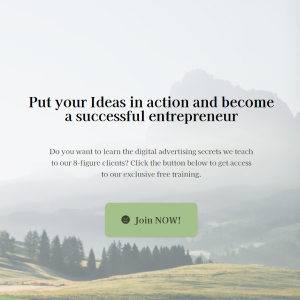 Put your Ideas in action and become
a successful entrepreneur
Do you want to learn the digital advertising secrets we teach
to our 8-figure clients? Click the button below to get access
to our exclusive free training.
Join NOW!